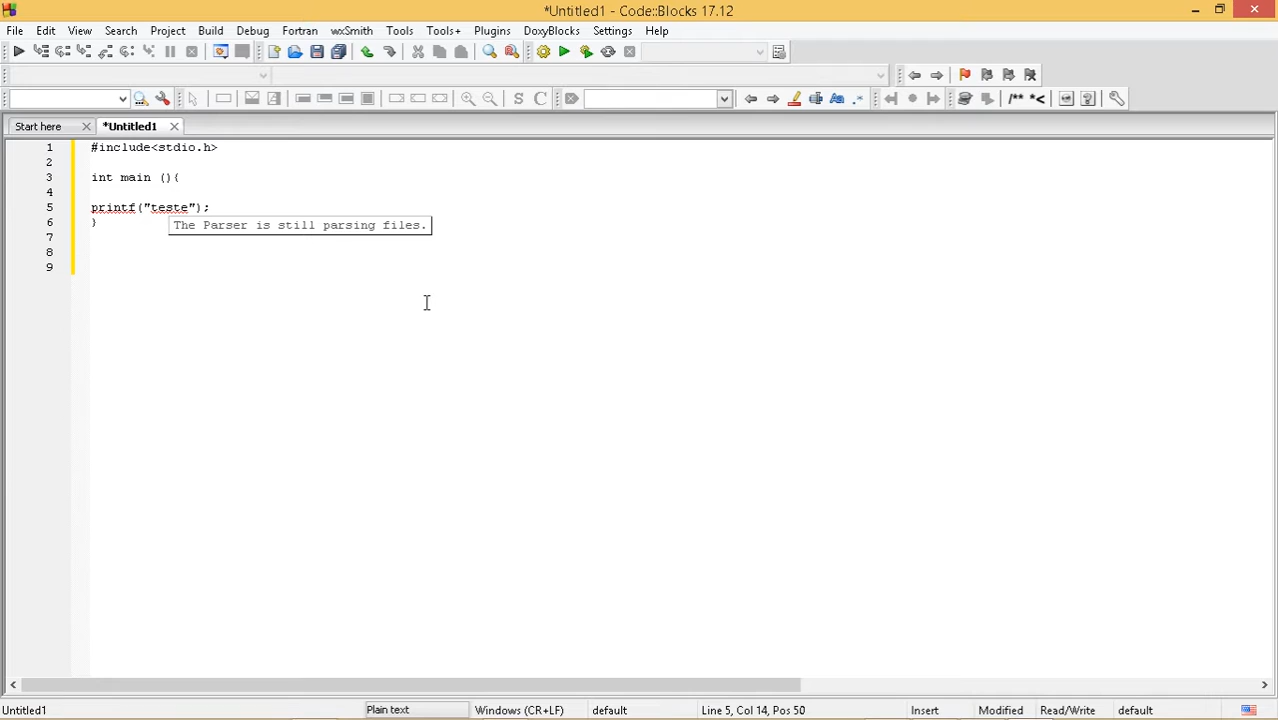 *Untitled1 - Code::Blocks 17.12
File Edit View Search Project Build Debug Fortran wxSmith Tools Tools+ Plugins DoxyBlocks Settings Help
S C /** *< Aa .*
Start here *Untitled1
1 #include<stdio.h>
2
3 int main (){
4
5 printf("teste");
6 }
The Parser is still parsing files.
7
8
9
Untitled1 Plain text Windows (CR+LF) default Line 5, Col 14, Pos 50 Insert Modified Read/Write default